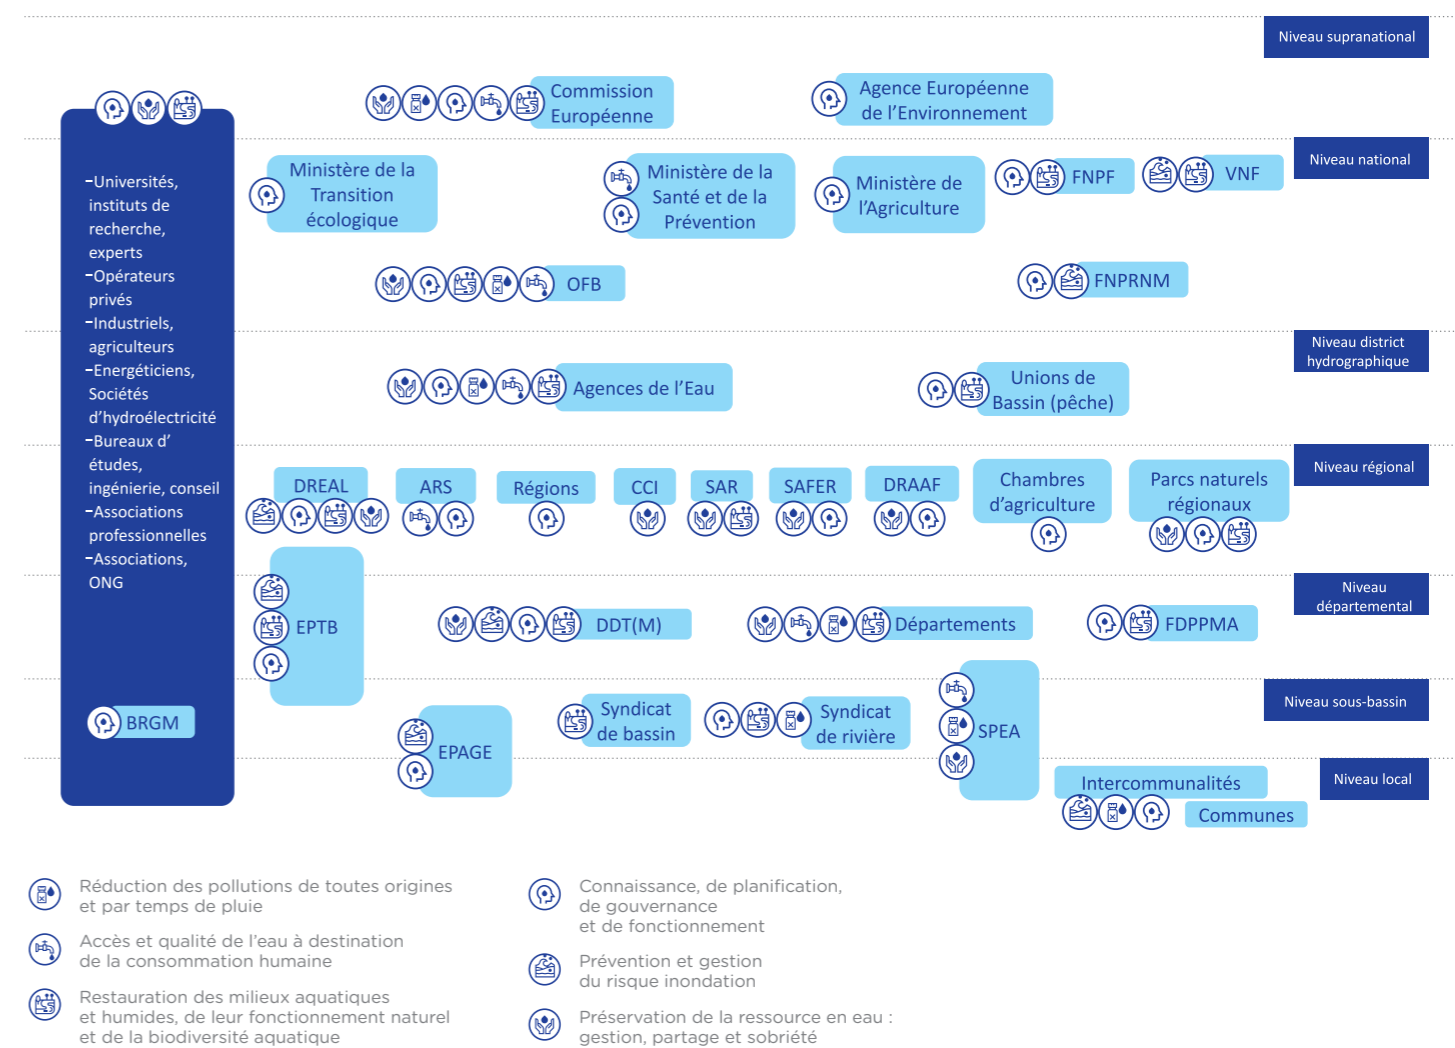 Niveau supranational
Commission
Européenne
Agence Européenne
de l’Environnement
Niveau national
-Universités,
instituts de
recherche,
experts
-Opérateurs
privés
-Industriels,
agriculteurs
-Energéticiens,
Sociétés
d’hydroélectricité
-Bureaux d’
études,
ingénierie, conseil
-Associations
professionnelles
-Associations,
ONG
BRGM
Ministère de la
Transition
écologique
Ministère de la
Santé et de la
Prévention
Ministère de
l’Agriculture
FNPF
VNF
OFB
FNPRNM
Niveau district
hydrographique
Agences de l’Eau
Unions de
Bassin (pêche)
Niveau régional
DREAL
ARS
Régions
CCI
SAR
SAFER
DRAAF
Chambres
d’agriculture
Parcs naturels
régionaux
Niveau
départemental
EPTB
DDT(M)
Départements
FDPPMA
Niveau sous-bassin
EPAGE
Syndicat
de bassin
Syndicat
de rivière
SPEA
Niveau local
Intercommunalités
Communes
Réduction des pollutions de toutes origines
et par temps de pluie
Accès et qualité de l’eau à destination
de la consommation humaine
Restauration des milieux aquatiques
et humides, de leur fonctionnement naturel
et de la biodiversité aquatique
Connaissance, de planification,
de gouvernance
et de fonctionnement
Prévention et gestion
du risque inondation
Préservation de la ressource en eau :
gestion, partage et sobriété